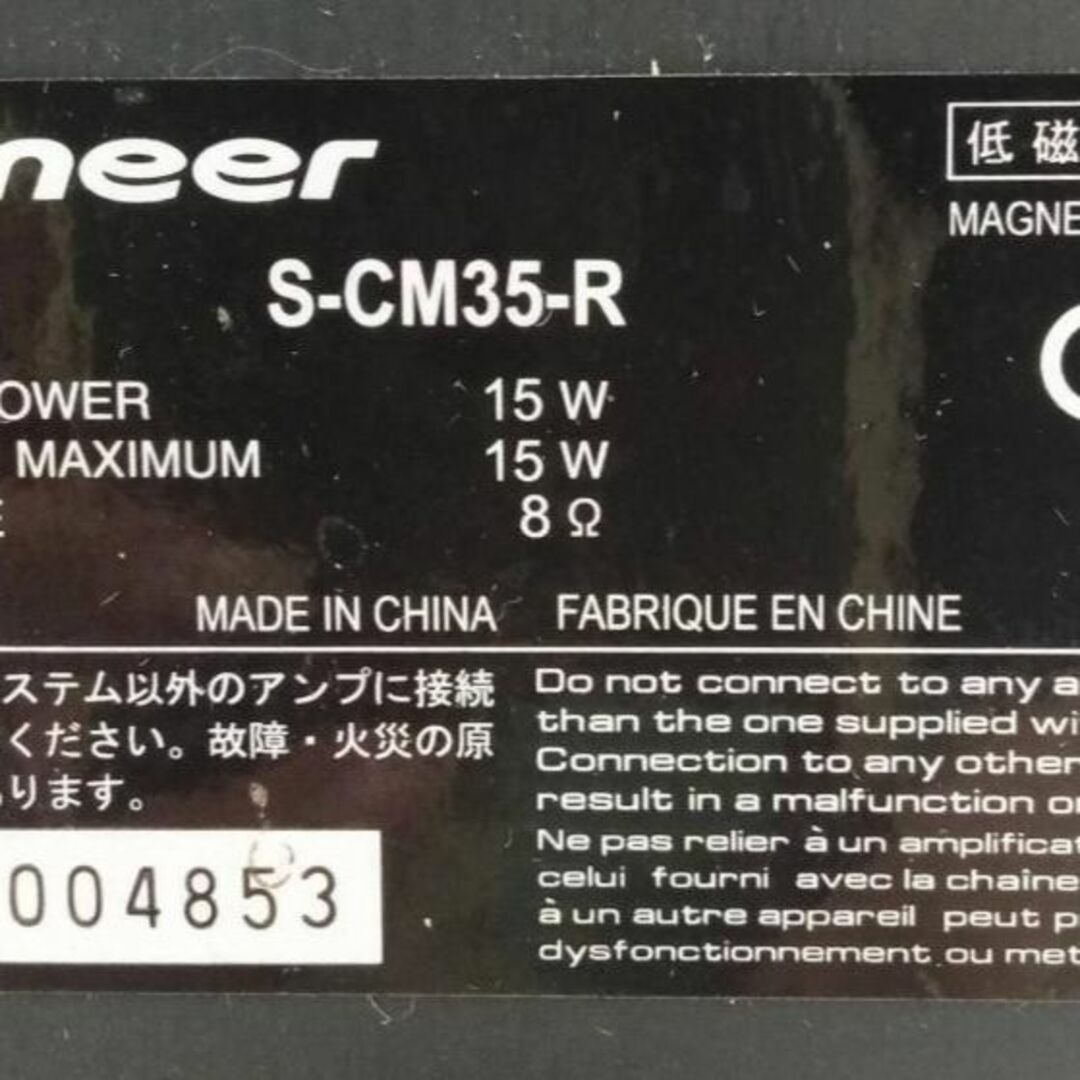 neer
低磁
MAGNE
S-CM35-R
OWER 15 W
MAXIMUM 15 W
8 Ω
MADE IN CHINA FABRIQUE EN CHINE
ステム以外のアンプに接続
ください。故障・火災の原
ります。
004853
Do not connect to any a
than the one supplied wi
Connection to any other
result in a malfunction o
Ne pas relier à un amplificat
celui fourni avec la chaîne
à un autre appareil peut p
dysfonctionnement ou met